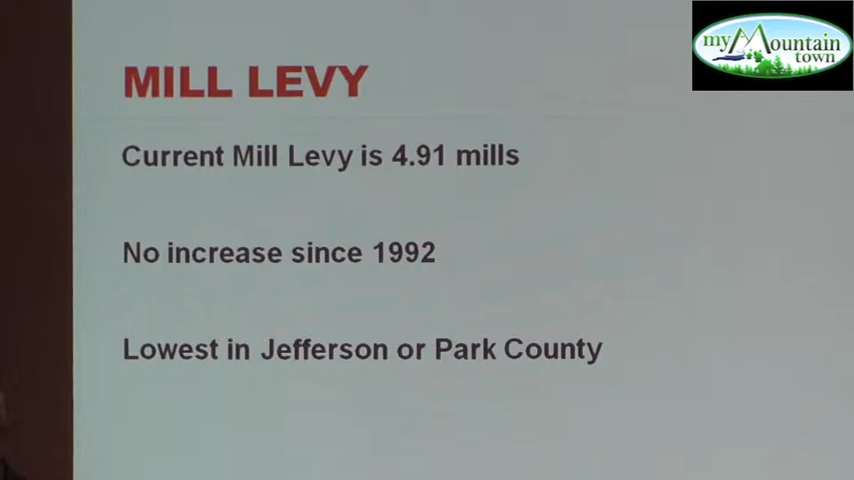 my Mountain
town
MILL LEVY
Current Mill Levy is 4.91 mills
No increase since 1992
Lowest in Jefferson or Park County